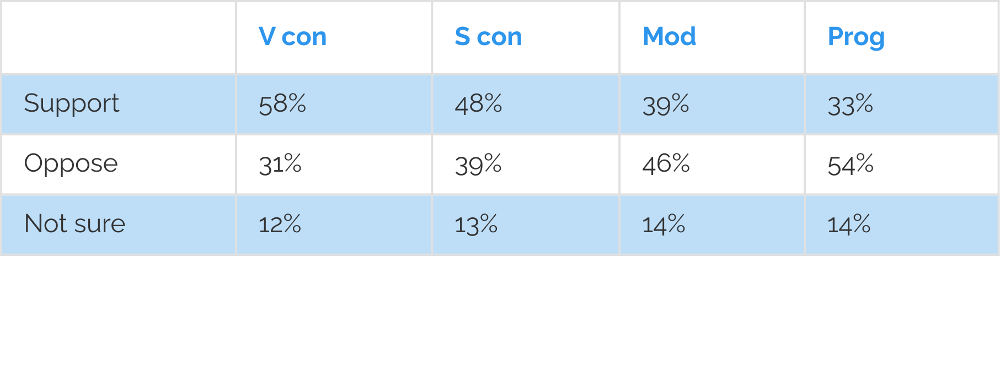 V con S con Mod Prog
Support 58% 48% 39% 33%
Oppose 31% 39% 46% 54%
Not sure 12% 13% 14% 14%